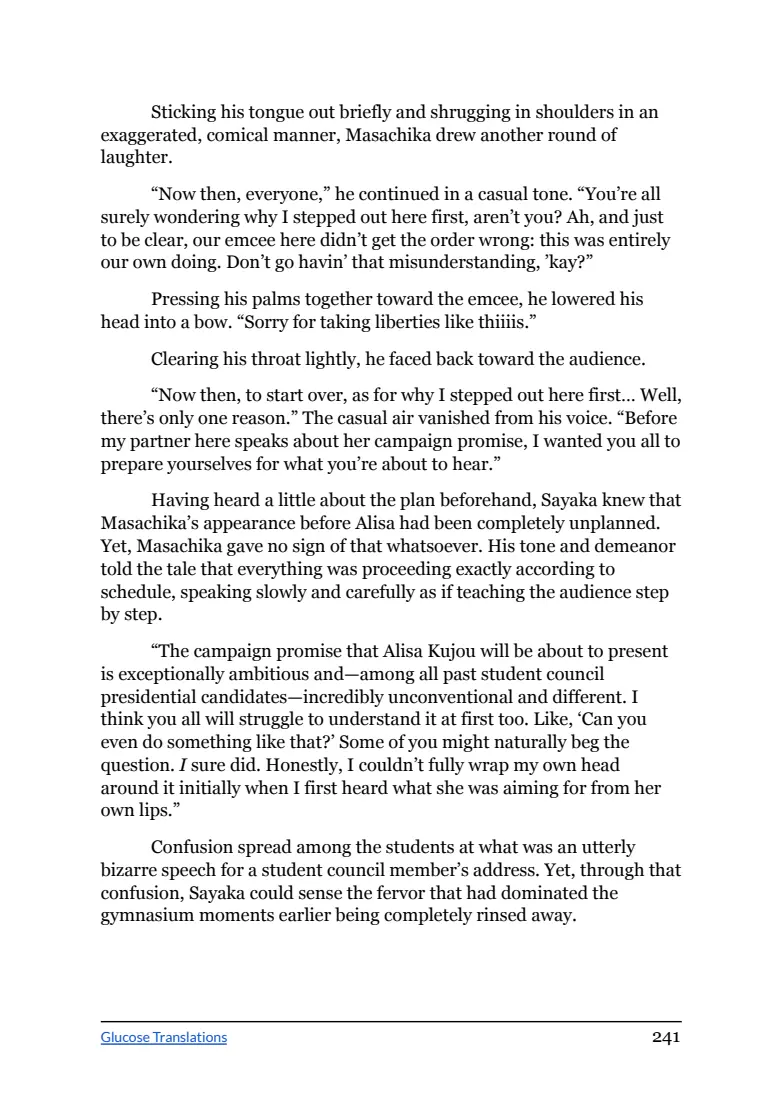 Sticking his tongue out briefly and shrugging in shoulders in an
exaggerated, comical manner, Masachika drew another round of
laughter.
“Now then, everyone,” he continued in a casual tone. “You’re all
surely wondering why I stepped out here first, aren’t you? Ah, and just
to be clear, our emcee here didn’t get the order wrong: this was entirely
our own doing. Don’t go havin’ that misunderstanding, ’kay?”
Pressing his palms together toward the emcee, he lowered his
head into a bow. “Sorry for taking liberties like thiiiis.”
Clearing his throat lightly, he faced back toward the audience.
“Now then, to start over, as for why I stepped out here first… Well,
there’s only one reason.” The casual air vanished from his voice. “Before
my partner here speaks about her campaign promise, I wanted you all to
prepare yourselves for what you’re about to hear.”
Having heard a little about the plan beforehand, Sayaka knew that
Masachika’s appearance before Alisa had been completely unplanned.
Yet, Masachika gave no sign of that whatsoever. His tone and demeanor
told the tale that everything was proceeding exactly according to
schedule, speaking slowly and carefully as if teaching the audience step
by step.
“The campaign promise that Alisa Kujou will be about to present
is exceptionally ambitious and—among all past student council
presidential candidates—incredibly unconventional and different. I
think you all will struggle to understand it at first too. Like, ‘Can you
even do something like that?’ Some of you might naturally beg the
question. I sure did. Honestly, I couldn’t fully wrap my own head
around it initially when I first heard what she was aiming for from her
own lips.”
Confusion spread among the students at what was an utterly
bizarre speech for a student council member’s address. Yet, through that
confusion, Sayaka could sense the fervor that had dominated the
gymnasium moments earlier being completely rinsed away.
Glucose Translations
241